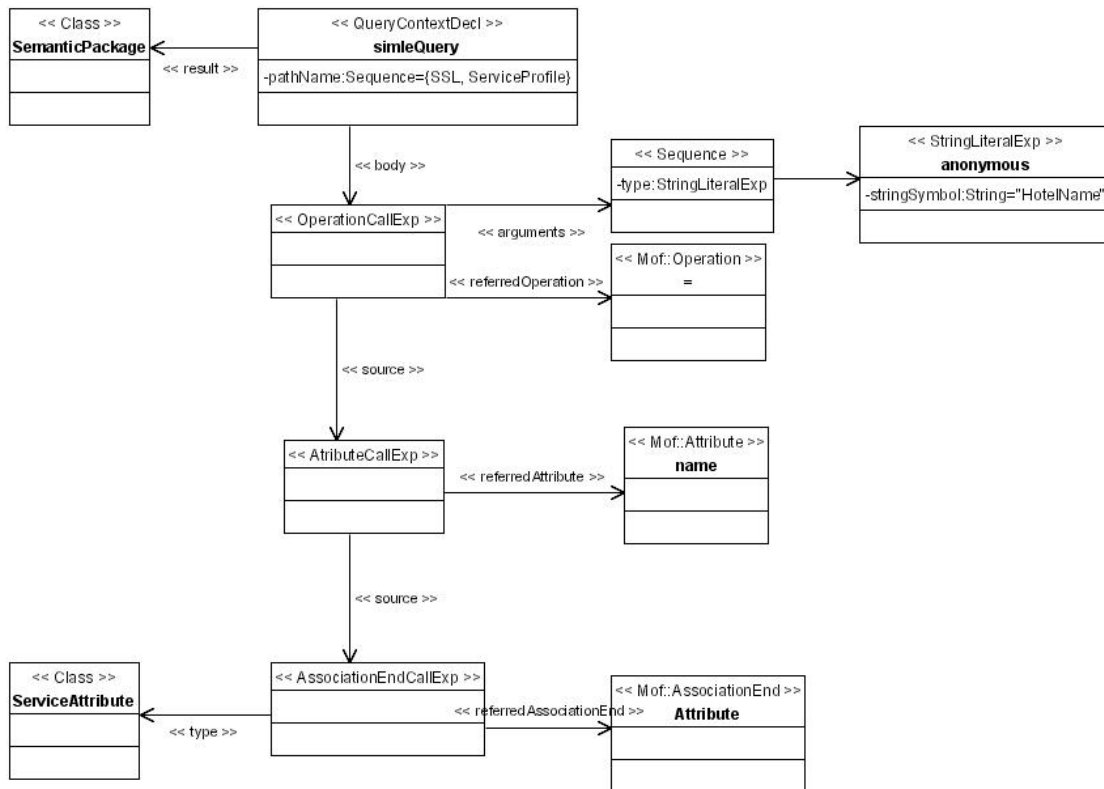 << Class >>
SemanticPackage
<< result >>
<< QueryContextDecl >>
simleQuery
-pathName:Sequence={SSL, ServiceProfile}
<< body >>
<< OperationCallExp >>
<< arguments >>
<< Sequence >>
-type:StringLiteralExp
<< StringLiteralExp >>
anonymous
-stringSymbol:String="HotelName"
<< referredOperation >>
<< Mof::Operation >>
=
<< source >>
<< AtributeCallExp >>
<< referredAttribute >>
<< Mof::Attribute >>
name
<< source >>
<< Class >>
ServiceAttribute
<< type >>
<< AssociationEndCallExp >>
<< referredAssociationEnd >>
<< Mof::AssociationEnd >>
Attribute